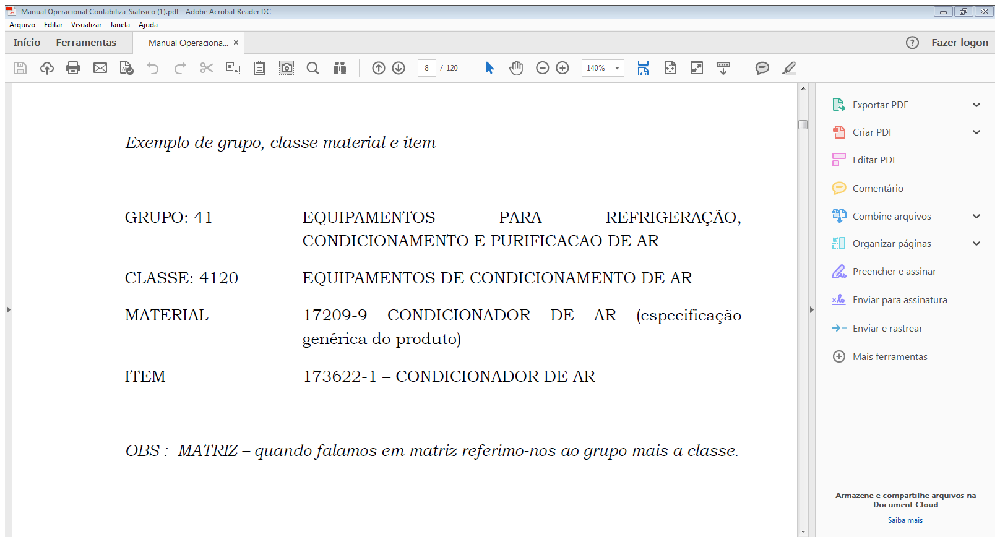 Manual Operacional Contabiliza_Siafisico (1).pdf - Adobe Acrobat Reader DC
Arquivo Editar Visualizar Janela Ajuda
Início Ferramentas Manual Operaciona... × ? Fazer logon
8 / 120 140%
Exemplo de grupo, classe material e item
GRUPO: 41 EQUIPAMENTOS PARA REFRIGERAÇÃO,
CONDICIONAMENTO E PURIFICACAO DE AR
CLASSE: 4120 EQUIPAMENTOS DE CONDICIONAMENTO DE AR
MATERIAL 17209-9 CONDICIONADOR DE AR (especificação
genérica do produto)
ITEM 173622-1 – CONDICIONADOR DE AR
OBS : MATRIZ – quando falamos em matriz referimo-nos ao grupo mais a classe.
Exportar PDF
Criar PDF
Editar PDF
Comentário
Combine arquivos
Organizar páginas
Preencher e assinar
Enviar para assinatura
Enviar e rastrear
Mais ferramentas
Armazene e compartilhe arquivos na
Document Cloud
Saiba mais